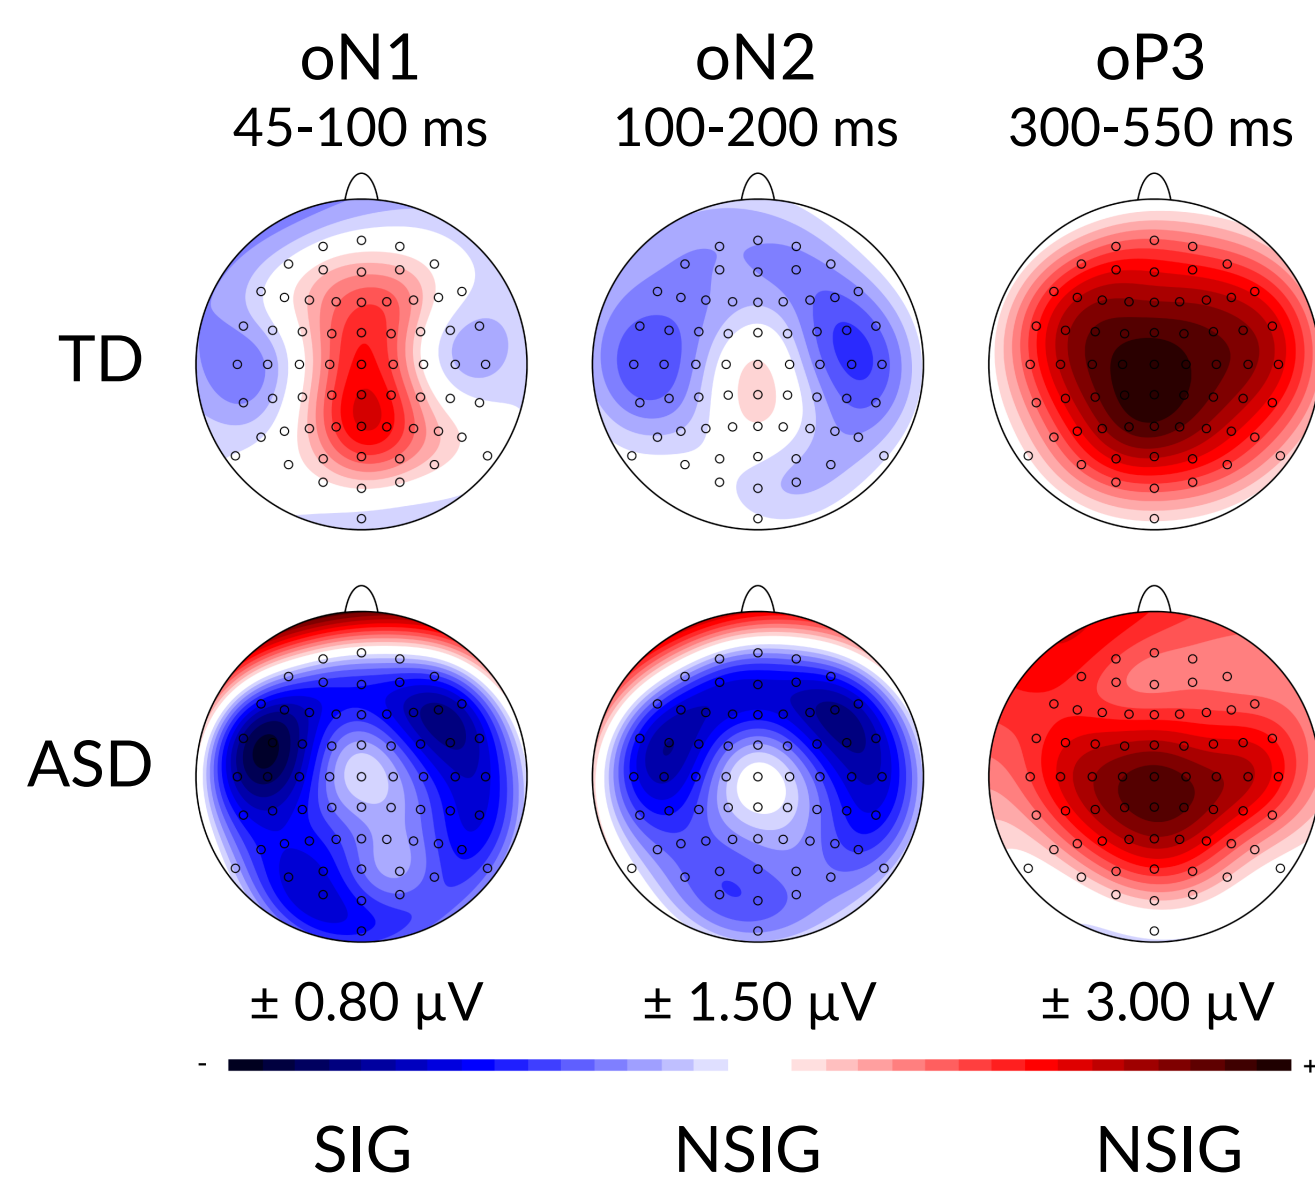 oN1 oN2 oP3
45-100 ms 100-200 ms 300-550 ms
TD
ASD
± 0.80 µV ± 1.50 µV ± 3.00 µV
- +
SIG NSIG NSIG